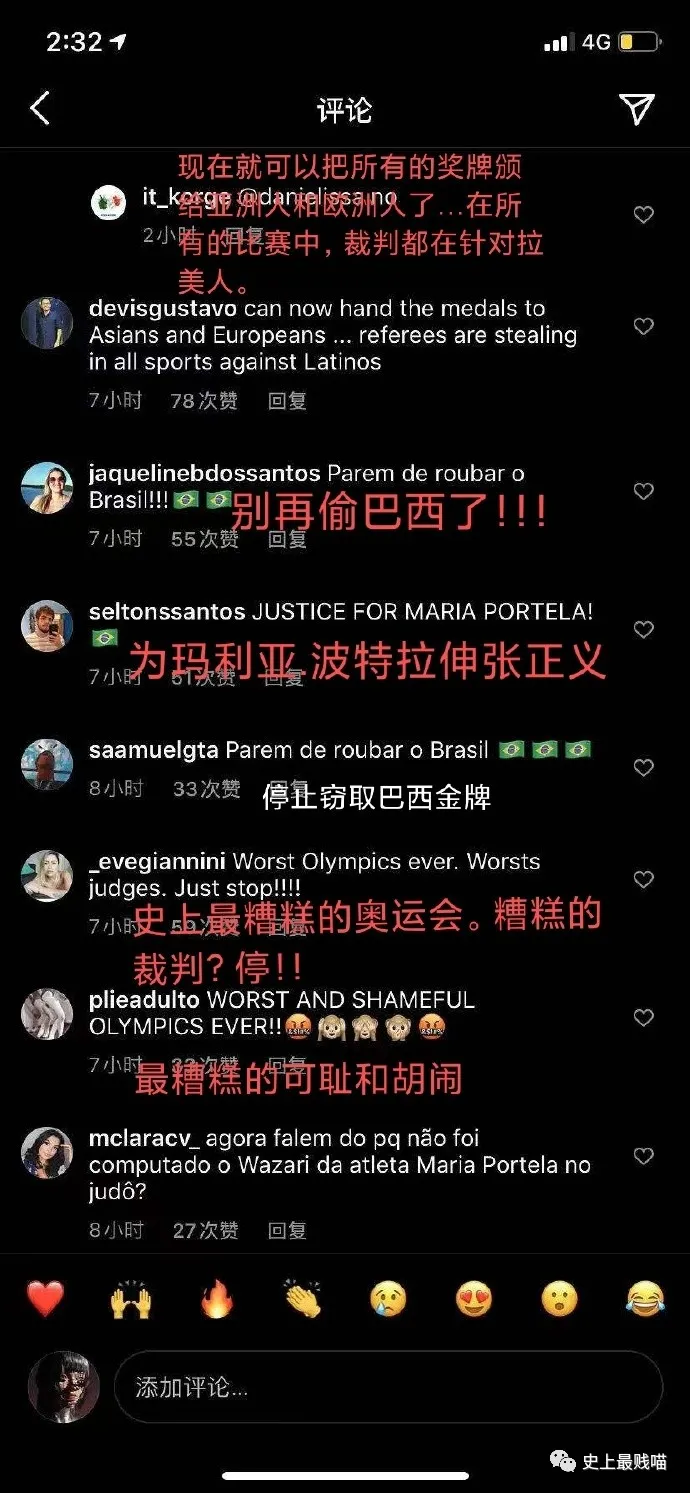 2:32
4G
评论
现在就可以把所有的奖牌颁
it_korge @danielissa.no
给亚洲人和欧洲人了...在所
2小时 回复
有的比赛中，裁判都在针对拉
美人。
devisgustavo can now hand the medals to
Asians and Europeans ... referees are stealing
in all sports against Latinos
7小时 78次赞 回复
jaquelinebdossantos Parem de roubar o
Brasil!!!🇧🇷🇧🇷
别再偷巴西了!!!
7小时 55次赞 回复
seltonssantos JUSTICE FOR MARIA PORTELA!
🇧🇷
为玛利亚.波特拉伸张正义
7小时 51次赞 回复
saamuelgta Parem de roubar o Brasil 🇧🇷🇧🇷🇧🇷
8小时 33次赞 回复
停止窃取巴西金牌
_evegiannini Worst Olympics ever. Worsts
judges. Just stop!!!!
史上最糟糕的奥运会。糟糕的
7小时 59次赞 回复
裁判? 停!!
plieadulto WORST AND SHAMEFUL
OLYMPICS EVER!!🤬🙉🙈🙊🤬
7小时 33次赞 回复
最糟糕的可耻和胡闹
mclaracv_ agora falem do pq não foi
computado o Wazari da atleta Maria Portela no
judô?
8小时 27次赞 回复
添加评论...
史上最贱喵